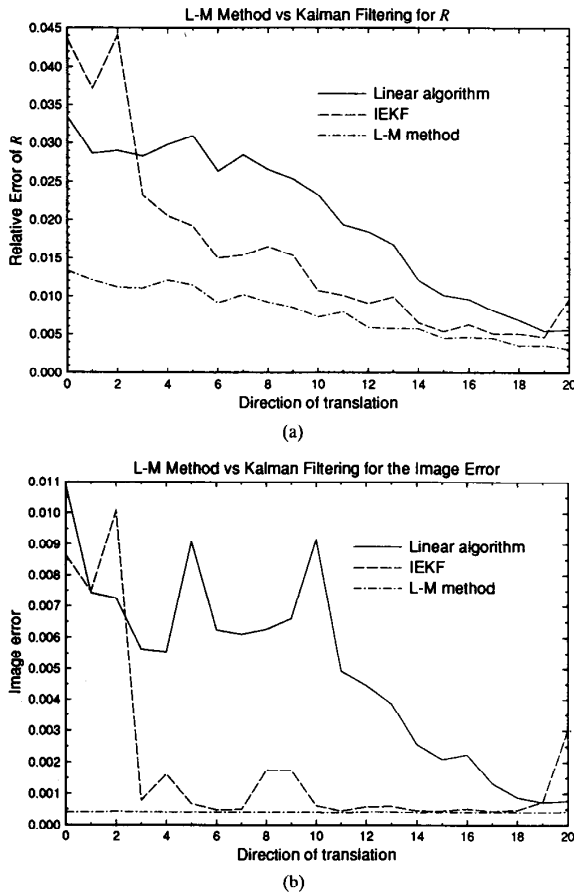 L-M Method vs Kalman Filtering for R
0.045
0.040
0.035
0.030
0.025
0.020
0.015
0.010
0.005
0.000
Relative Error of R
Linear algorithm
IEKF
L-M method
0 2 4 6 8 10 12 14 16 18 20
Direction of translation
(a)
L-M Method vs Kalman Filtering for the Image Error
0.011
0.010
0.009
0.008
0.007
0.006
0.005
0.004
0.003
0.002
0.001
0.000
Image error
Linear algorithm
IEKF
L-M method
0 2 4 6 8 10 12 14 16 18 20
Direction of translation
(b)